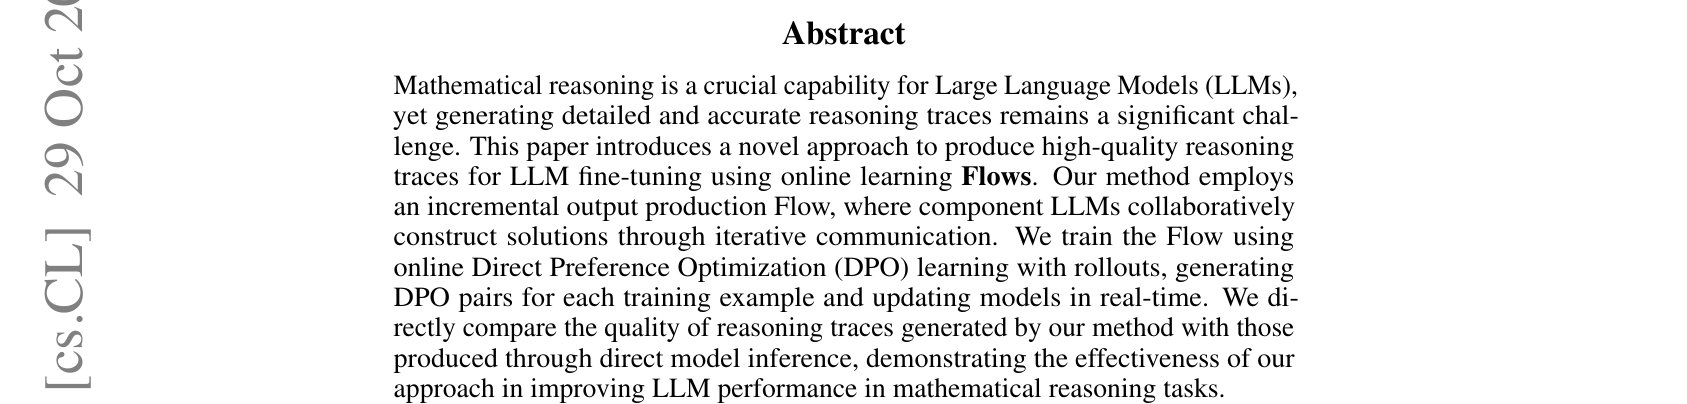 Abstract
Mathematical reasoning is a crucial capability for Large Language Models (LLMs),
yet generating detailed and accurate reasoning traces remains a significant chal-
lenge. This paper introduces a novel approach to produce high-quality reasoning
traces for LLM fine-tuning using online learning Flows. Our method employs
an incremental output production Flow, where component LLMs collaboratively
construct solutions through iterative communication. We train the Flow using
online Direct Preference Optimization (DPO) learning with rollouts, generating
DPO pairs for each training example and updating models in real-time. We di-
rectly compare the quality of reasoning traces generated by our method with those
produced through direct model inference, demonstrating the effectiveness of our
approach in improving LLM performance in mathematical reasoning tasks.
[cs.CL] 29 Oct